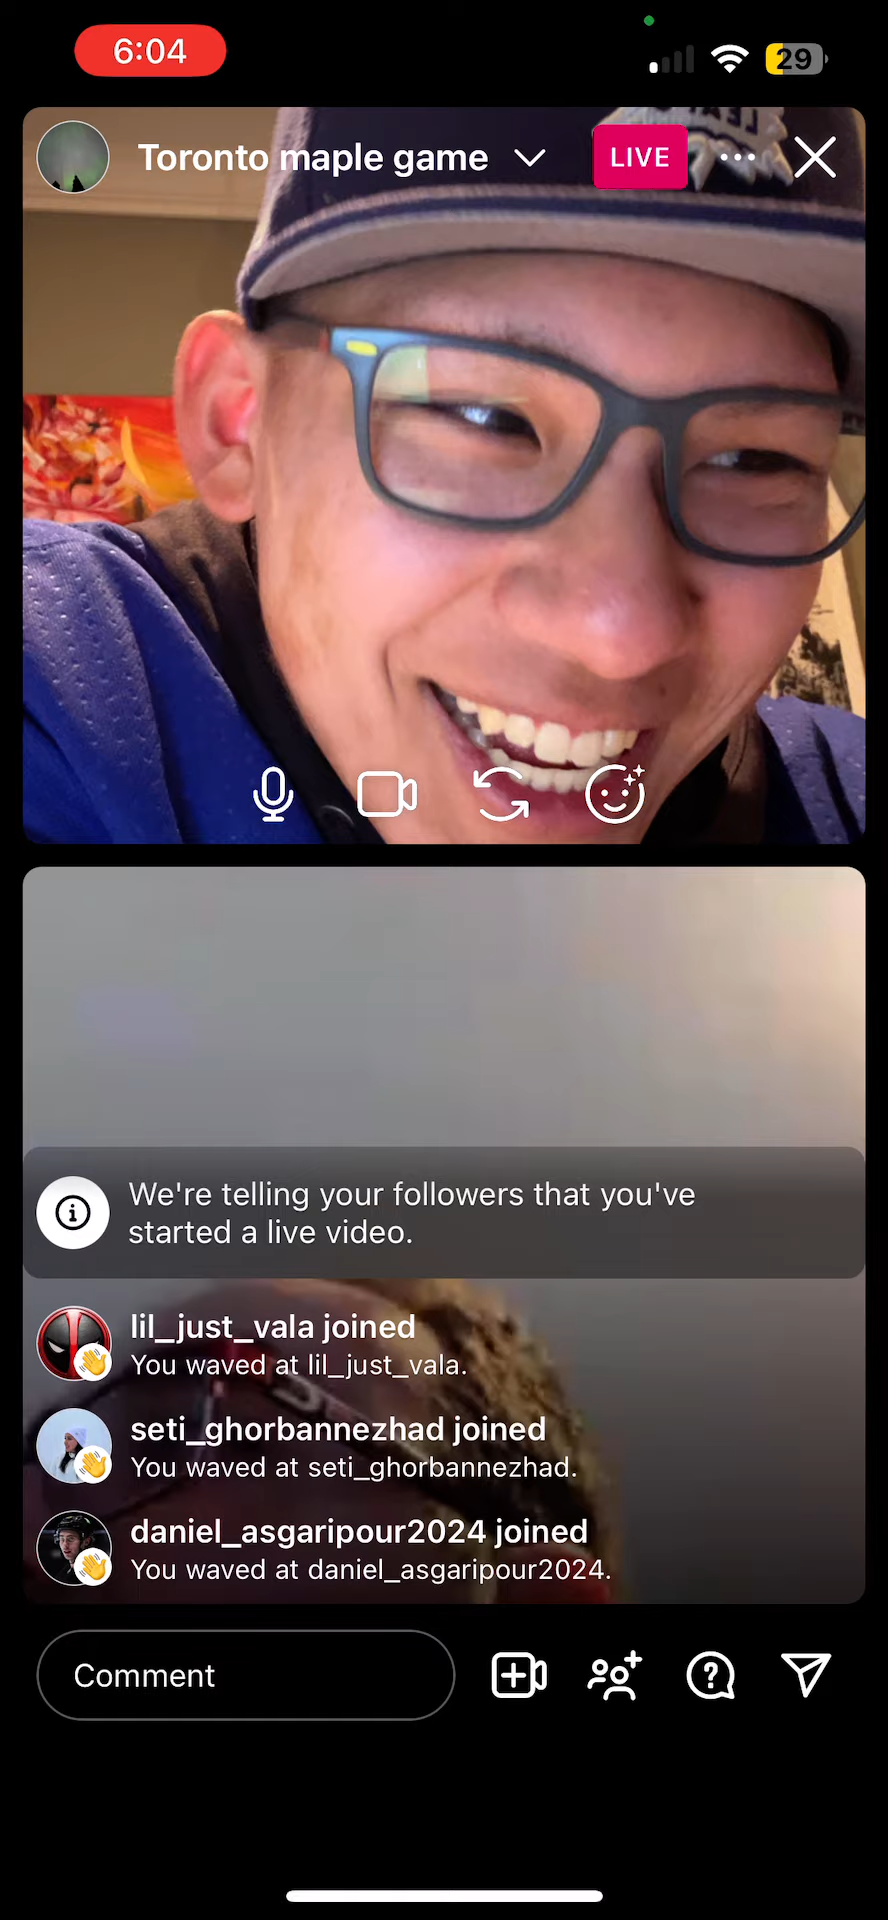 6:04
29
Toronto maple game
LIVE
We're telling your followers that you've
started a live video.
lil_just_vala joined
You waved at lil_just_vala.
seti_ghorbannezhad joined
You waved at seti_ghorbannezhad.
daniel_asgaripour2024 joined
You waved at daniel_asgaripour2024.
Comment